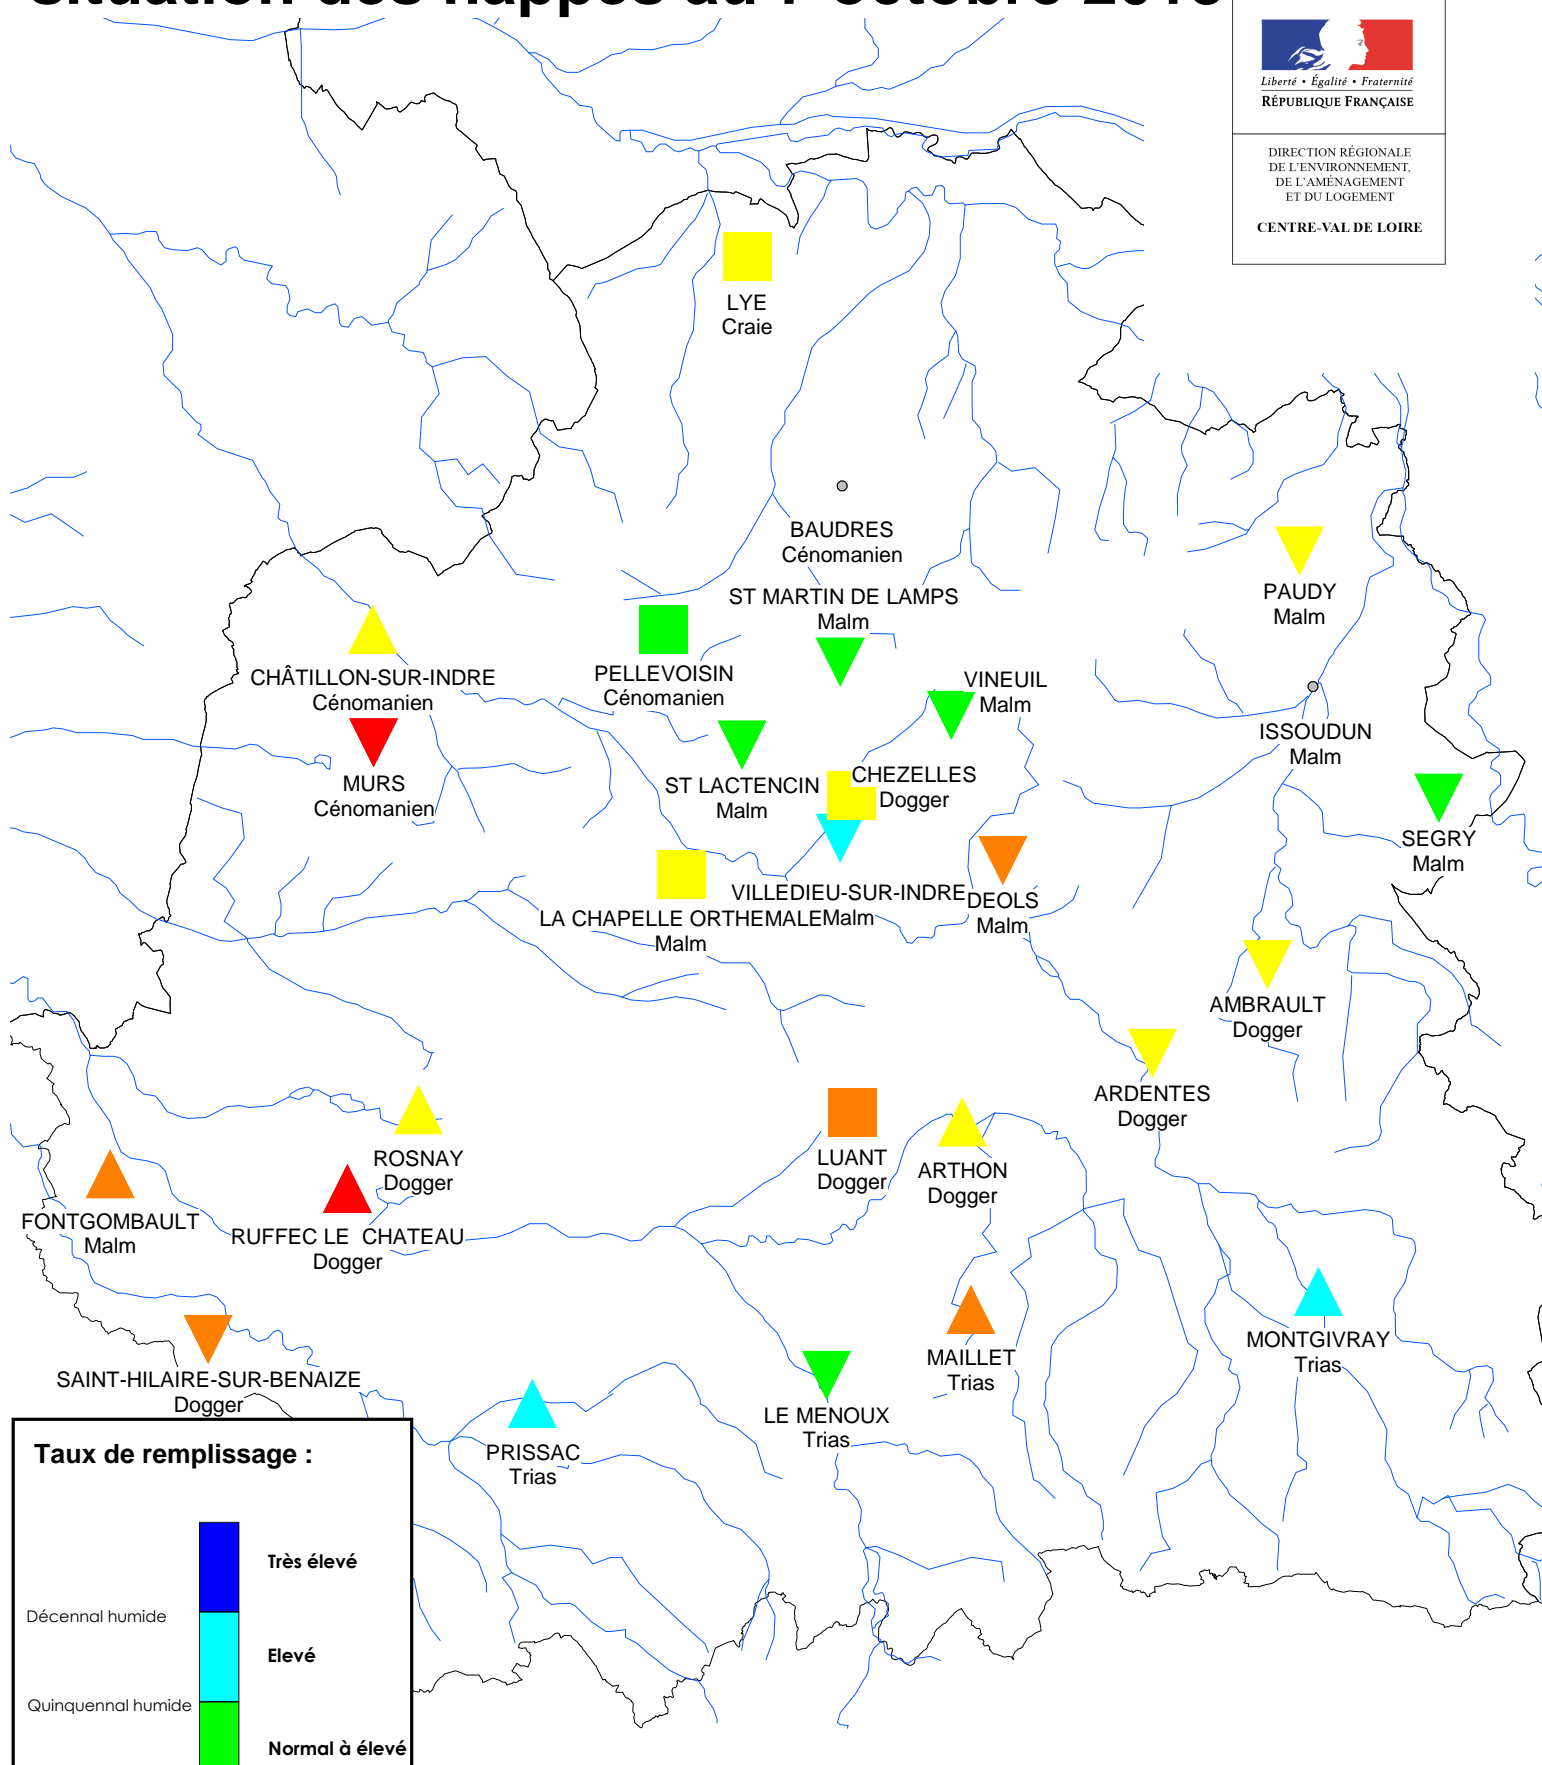 Liberté • Égalité • Fraternité
RÉPUBLIQUE FRANÇAISE
DIRECTION RÉGIONALE
DE L'ENVIRONNEMENT,
DE L'AMÉNAGEMENT
ET DU LOGEMENT
CENTRE-VAL DE LOIRE
LYE
Craie
BAUDRES
Cénomanien
ST MARTIN DE LAMPS
Malm
PAUDY
Malm
CHÂTILLON-SUR-INDRE
Cénomanien
PELLEVOISIN
Cénomanien
VINEUIL
Malm
ISSOUDUN
Malm
MURS
Cénomanien
ST LACTENCIN
Malm
CHEZELLES
Dogger
SEGRY
Malm
VILLEDIEU-SUR-INDRE
Malm
DEOLS
Malm
LA CHAPELLE ORTHEMALE
Malm
AMBRAULT
Dogger
ARDENTES
Dogger
ROSNAY
Dogger
LUANT
Dogger
ARTHON
Dogger
FONTGOMBAULT
Malm
RUFFEC LE  CHATEAU
Dogger
MONTGIVRAY
Trias
MAILLET
Trias
SAINT-HILAIRE-SUR-BENAIZE
Dogger
LE MENOUX
Trias
PRISSAC
Trias
Taux de remplissage :
Très élevé
Décennal humide
Elevé
Quinquennal humide
Normal à élevé